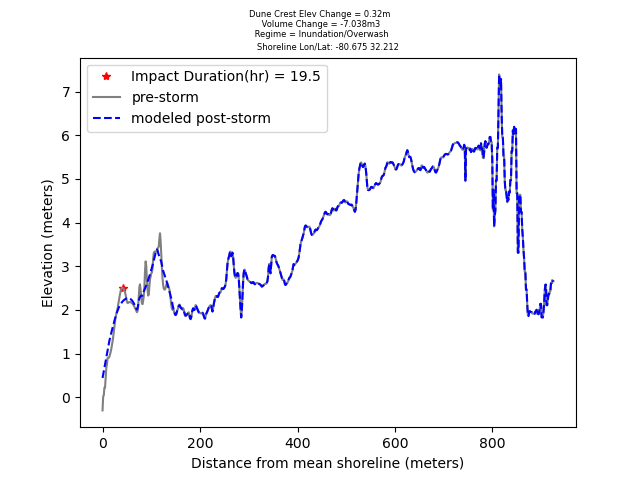 Dune Crest Elev Change = 0.32m
Volume Change = -7.038m3
Regime = Inundation/Overwash
Shoreline Lon/Lat: -80.675 32.212
Impact Duration(hr) = 19.5
pre-storm
modeled post-storm
7
6
5
4
3
2
1
0
Elevation (meters)
0 200 400 600 800
Distance from mean shoreline (meters)